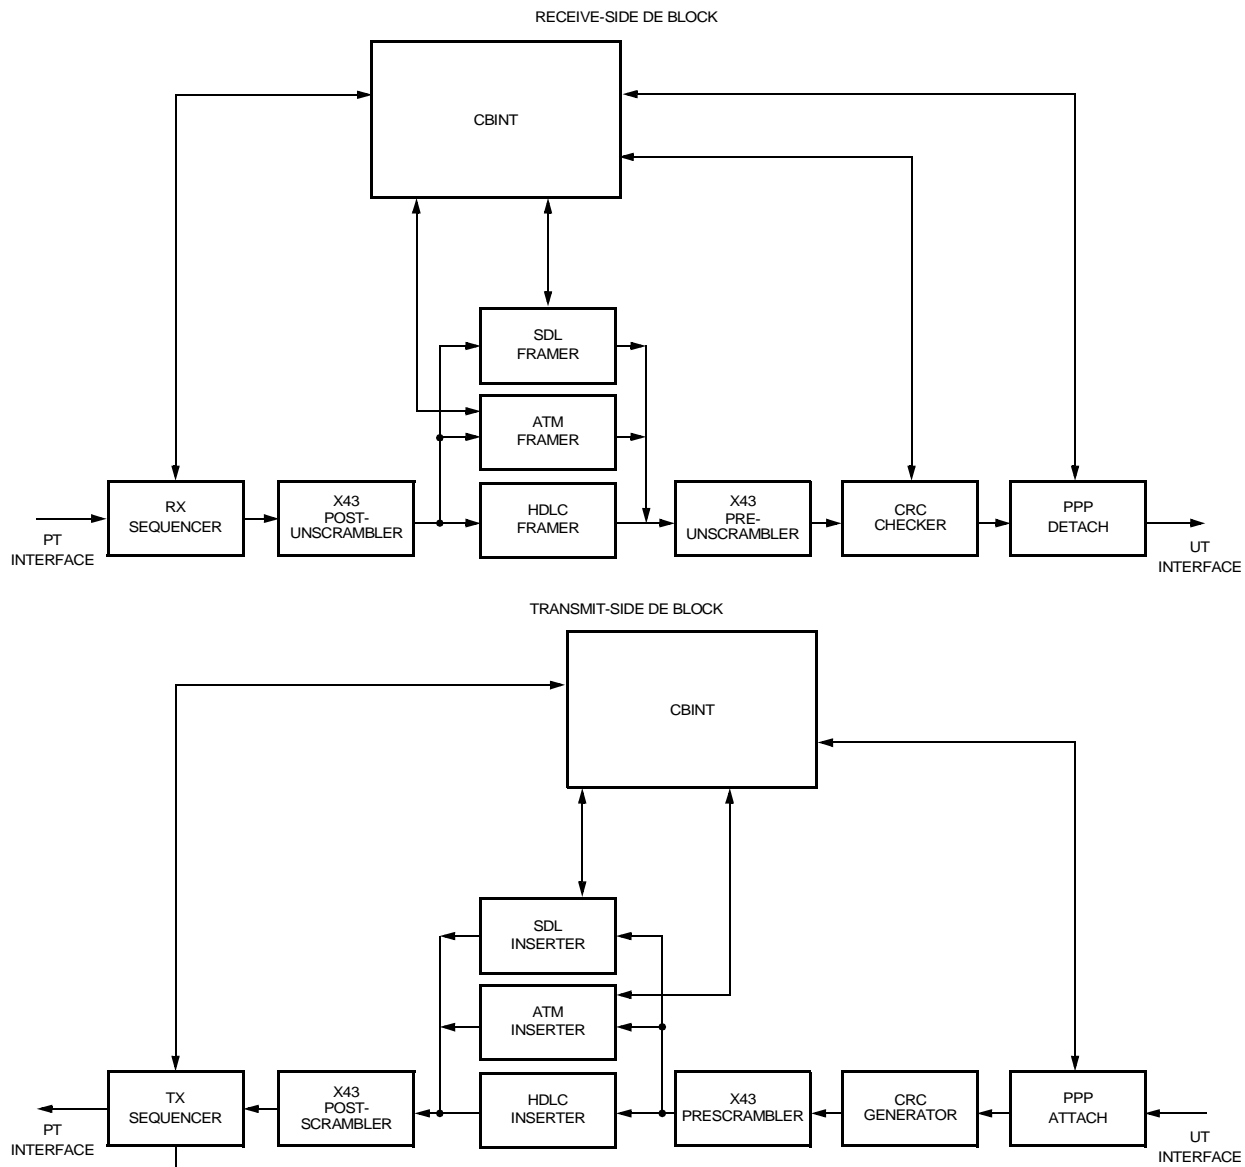 RECEIVE-SIDE DE BLOCK
CBINT
SDL
FRAMER
ATM
FRAMER
HDLC
FRAMER
RX
SEQUENCER
X43
POST-
UNSCRAMBLER
X43
PRE-
UNSCRAMBLER
CRC
CHECKER
PPP
DETACH
PT
INTERFACE
UT
INTERFACE
TRANSMIT-SIDE DE BLOCK
CBINT
SDL
INSERTER
ATM
INSERTER
HDLC
INSERTER
TX
SEQUENCER
X43
POST-
SCRAMBLER
X43
PRESCRAMBLER
CRC
GENERATOR
PPP
ATTACH
PT
INTERFACE
UT
INTERFACE